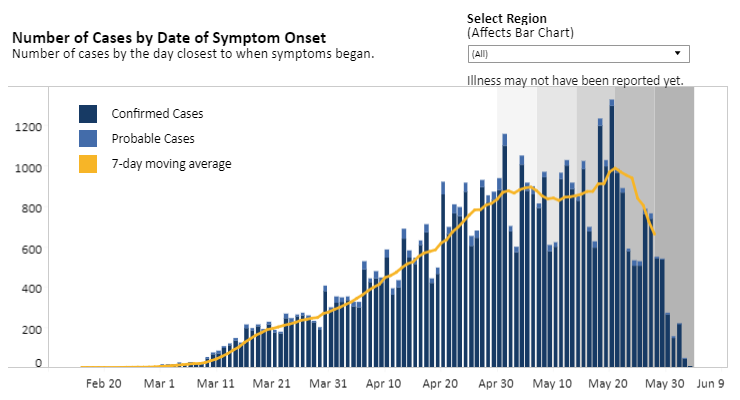 Number of Cases by Date of Symptom Onset
Number of cases by the day closest to when symptoms began.
Select Region
(Affects Bar Chart)
(All)
Illness may not have been reported yet.
Confirmed Cases
Probable Cases
7-day moving average
1200
1000
800
600
400
200
0
Feb 20 Mar 1 Mar 11 Mar 21 Mar 31 Apr 10 Apr 20 Apr 30 May 10 May 20 May 30 Jun 9